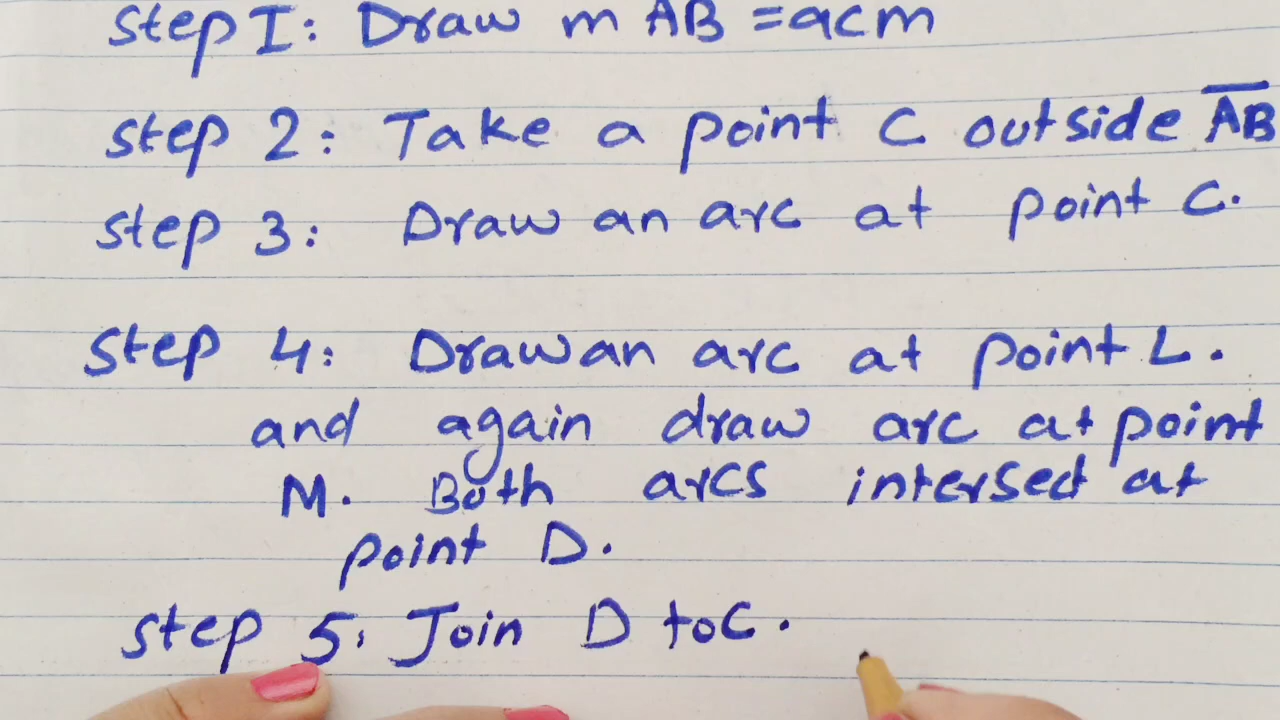 Step I: Draw m AB = 9cm
Step 2: Take a point C outside AB
Step 3: Draw an arc at point C.
Step 4: Draw an arc at point L.
and again draw arc at point
M. Both arcs intersect at
point D.
Step 5: Join D to C.